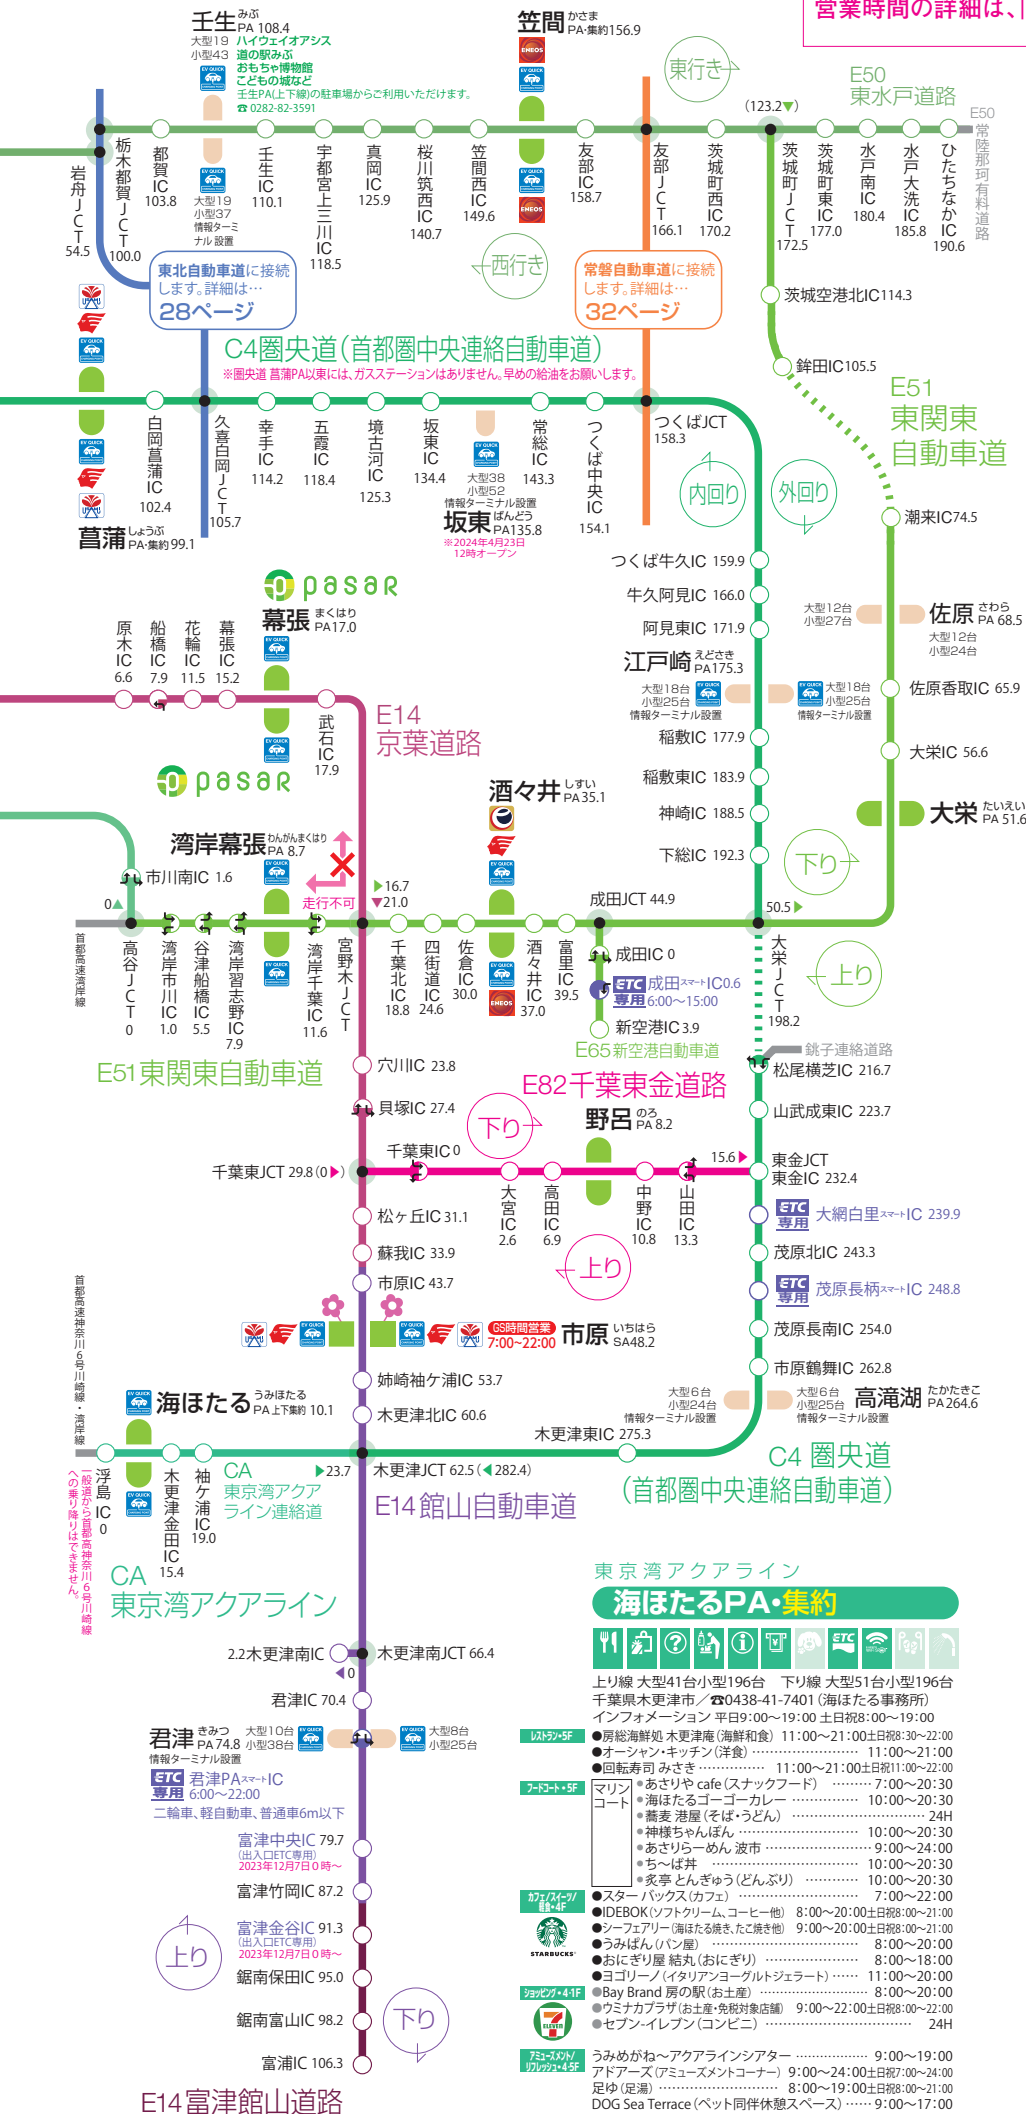 営業時間の詳細は、
壬生 みぶ PA 108.4
大型19
小型43
ハイウェイオアシス
道の駅みぶ
おもちゃ博物館
こどもの城など
壬生PA(上下線)の駐車場からご利用いただけます。
☎ 0282-82-3591
笠間 かさま PA・集約156.9
東行き
E50
東水戸道路
(123.2▼)
E50
常陸那珂有料道路
岩舟JCT 54.5
栃木都賀JCT 100.0
都賀IC 103.8
大型19
小型37
情報ターミ
ナル 設置
壬生IC 110.1
宇都宮上三川IC 118.5
真岡IC 125.9
桜川筑西IC 140.7
笠間西IC 149.6
友部IC 158.7
友部JCT 166.1
茨城町西IC 170.2
茨城町JCT 172.5
茨城町東IC 177.0
水戸南IC 180.4
水戸大洗IC 185.8
ひたちなかIC 190.6
西行き
東北自動車道に接続
します。詳細は…
28ページ
常磐自動車道に接続
します。詳細は…
32ページ
茨城空港北IC114.3
鉾田IC105.5
C4圏央道(首都圏中央連絡自動車道)
※圏央道 菖蒲PA以東には、ガスステーションはありません。早めの給油をお願いします。
E51
東関東
自動車道
白岡菖蒲IC 102.4
久喜白岡JCT 105.7
幸手IC 114.2
五霞IC 118.4
境古河IC 125.3
坂東IC 134.4
大型38
小型52
情報ターミナル設置
坂東 ばんどう PA135.8
※2024年4月23日
12時オープン
常総IC 143.3
つくば中央IC 154.1
つくばJCT
158.3
内回り
外回り
菖蒲 しょうぶ PA・集約 99.1
潮来IC74.5
つくば牛久IC 159.9
牛久阿見IC 166.0
阿見東IC 171.9
江戸崎 えどさき PA175.3
大型18台
小型25台
情報ターミナル設置
大型18台
小型25台
情報ターミナル設置
稲敷IC 177.9
稲敷東IC 183.9
神崎IC 188.5
下総IC 192.3
大型12台
小型27台
佐原 さわら PA 68.5
大型12台
小型24台
佐原香取IC 65.9
大栄IC 56.6
大栄 たいえい PA 51.6
下り
pasar
幕張 まくはり PA17.0
原木IC 6.6
船橋IC 7.9
花輪IC 11.5
幕張IC 15.2
武石IC 17.9
E14
京葉道路
pasar
湾岸幕張 わんがんまくはり PA 8.7
走行不可
市川南IC 1.6
0▲
首都高速湾岸線
高谷JCT 0
湾岸市川IC 1.0
谷津船橋IC 5.5
湾岸習志野IC 7.9
湾岸千葉IC 11.6
宮野木JCT
▶16.7
▼21.0
千葉北IC 18.8
四街道IC 24.6
佐倉IC 30.0
酒々井 しすい PA35.1
酒々井IC 37.0
富里IC 39.5
成田JCT 44.9
成田IC 0
ETC専用 成田スマートIC0.6
6:00〜15:00
新空港IC3.9
E65新空港自動車道
50.5▶
大栄JCT 198.2
上り
銚子連絡道路
E51東関東自動車道
松尾横芝IC 216.7
山武成東IC 223.7
穴川IC 23.8
貝塚IC 27.4
E82千葉東金道路
下り
野呂 のろ PA 8.2
千葉東IC 0
千葉東JCT 29.8(0▶)
大宮IC 2.6
高田IC 6.9
中野IC 10.8
山田IC 13.3
15.6▶
東金JCT
東金IC 232.4
上り
ETC専用 大網白里スマートIC 239.9
茂原北IC 243.3
ETC専用 茂原長柄スマートIC 248.8
茂原長南IC 254.0
市原鶴舞IC 262.8
松ヶ丘IC 31.1
蘇我IC 33.9
市原IC 43.7
GS時間営業
7:00〜22:00
市原 いちはら SA48.2
姉崎袖ケ浦IC 53.7
木更津北IC 60.6
大型6台
小型24台
情報ターミナル設置
大型6台
小型25台
情報ターミナル設置
高滝湖 たかたきこ PA264.6
木更津東IC 275.3
C4 圏央道
(首都圏中央連絡自動車道)
首都高速神奈川6号川崎線・湾岸線
海ほたる うみほたる PA 上下集約 10.1
浮島IC 0
一般道から首都高神奈川6号川崎線
への乗り降りはできません。
木更津金田IC 15.4
袖ケ浦IC 19.0
CA
東京湾アクア
ライン連絡道
▶23.7
木更津JCT 62.5(◀282.4)
E14館山自動車道
CA
東京湾アクアライン
2.2木更津南IC
◀0
木更津南JCT 66.4
君津IC 70.4
君津 きみつ PA74.8
情報ターミナル設置
大型10台
小型38台
大型8台
小型25台
ETC専用 君津PAスマートIC
6:00〜22:00
二輪車、軽自動車、普通車6m以下
富津中央IC 79.7
(出入口ETC専用)
2023年12月7日0時〜
富津竹岡IC 87.2
富津金谷IC 91.3
(出入口ETC専用)
2023年12月7日0時〜
上り
鋸南保田IC 95.0
鋸南富山IC 98.2
下り
富浦IC 106.3
E14富津館山道路
東京湾アクアライン
海ほたるPA・集約
上り線 大型41台小型196台 下り線 大型51台小型196台
千葉県木更津市／☎0438-41-7401(海ほたる事務所)
インフォメーション 平日9:00〜19:00 土日祝8:00〜19:00
レストラン・5F
●房総海鮮処 木更津庵(海鮮和食) 11:00〜21:00土日祝8:30〜22:00
●オーシャン・キッチン(洋食) 11:00〜21:00
●回転寿司 みさき 11:00〜21:00土日祝11:00〜22:00
フードコート・5F
マリン
コート
●あさりや cafe(スナックフード) 7:00〜20:30
●海ほたるゴーゴーカレー 10:00〜20:30
●蕎麦 港屋(そば・うどん) 24H
●神様ちゃんぽん 10:00〜20:30
●あさりらーめん 波市 9:00〜24:00
●ち〜ば丼 10:00〜20:30
●炙亭 とんぎゅう(どんぶり) 10:00〜20:30
カフェ/スイーツ/
軽食・4F
STARBUCKS
●スターバックス(カフェ) 7:00〜22:00
●IDEBOK(ソフトクリーム、コーヒー他) 8:00〜20:00土日祝8:00〜21:00
●シーフェアリー(海ほたる焼き、たこ焼き他) 9:00〜20:00土日祝8:00〜21:00
●うみぱん(パン屋) 8:00〜20:00
●おにぎり屋 結丸(おにぎり) 8:00〜18:00
●ヨゴリーノ(イタリアンヨーグルトジェラート) 11:00〜20:00
ショッピング・4・1F
●Bay Brand 房の駅(お土産) 8:00〜20:00
●ウミナカプラザ(お土産・免税対象店舗) 9:00〜22:00土日祝8:00〜22:00
●セブン-イレブン(コンビニ) 24H
アミューズメント/
リフレッシュ・4・5F
うみめがね〜アクアラインシアター 9:00〜19:00
アドアーズ(アミューズメントコーナー) 9:00〜24:00土日祝7:00〜24:00
足ゆ(足湯) 8:00〜19:00土日祝8:00〜21:00
DOG Sea Terrace(ペット同伴休憩スペース) 9:00〜17:00